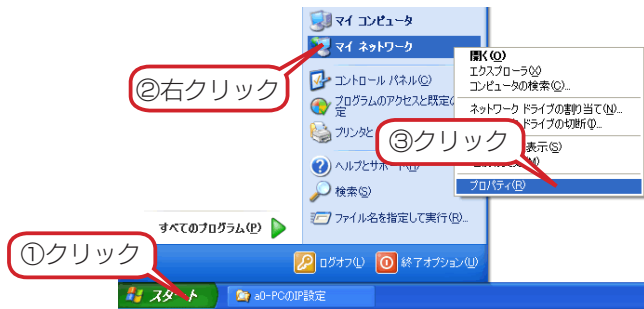 マイ コンピュータ
マイ ネットワーク
②右クリック
コントロール パネル(C)
プログラムのアクセスと既定の
定
プリンタと
ヘルプとサポート(H)
検索(S)
ファイル名を指定して実行(R)...
すべてのプログラム(P)
ログオフ(L)
終了オプション(U)
開く(O)
エクスプローラ(X)
コンピュータの検索(C)...
ネットワーク ドライブの割り当て(N)...
ドライブの切断(I)...
③クリック
表示(S)
(M)
プロパティ(R)
①クリック
スタート
a0-PCのIP設定